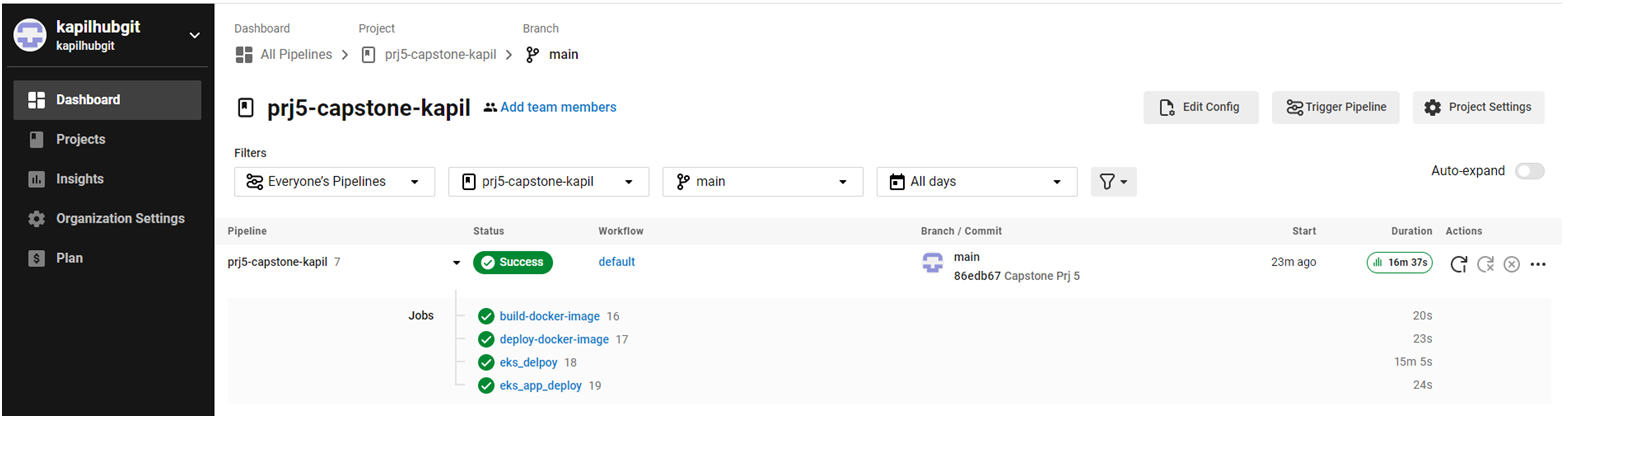 kapilhubgit
kapilhubgit
Dashboard
Projects
Insights
Organization Settings
Plan
Dashboard Project Branch
All Pipelines prj5-capstone-kapil main
prj5-capstone-kapil Add team members Edit Config Trigger Pipeline Project Settings
Filters
Everyone's Pipelines prj5-capstone-kapil main All days Auto-expand
Pipeline Status Workflow Branch / Commit Start Duration Actions
prj5-capstone-kapil 7 Success default main 23m ago 16m 37s
86edb67 Capstone Prj 5
Jobs build-docker-image 16 20s
deploy-docker-image 17 23s
eks_delpoy 18 15m 5s
eks_app_deploy 19 24s